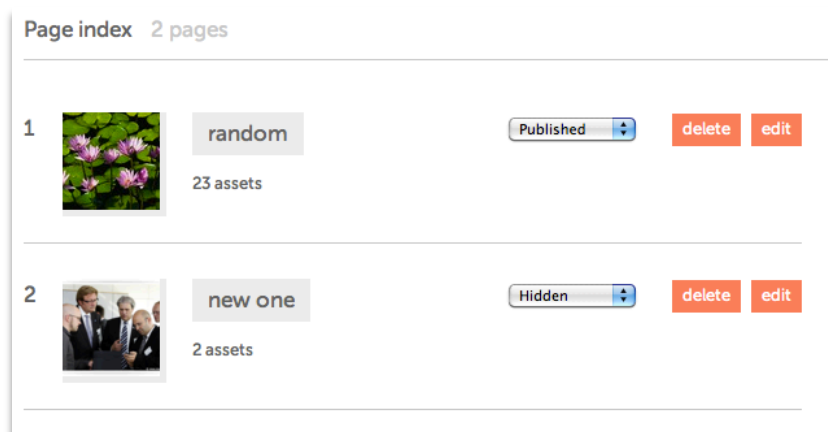 Page index 2 pages
1 random Published delete edit
23 assets
2 new one Hidden delete edit
2 assets